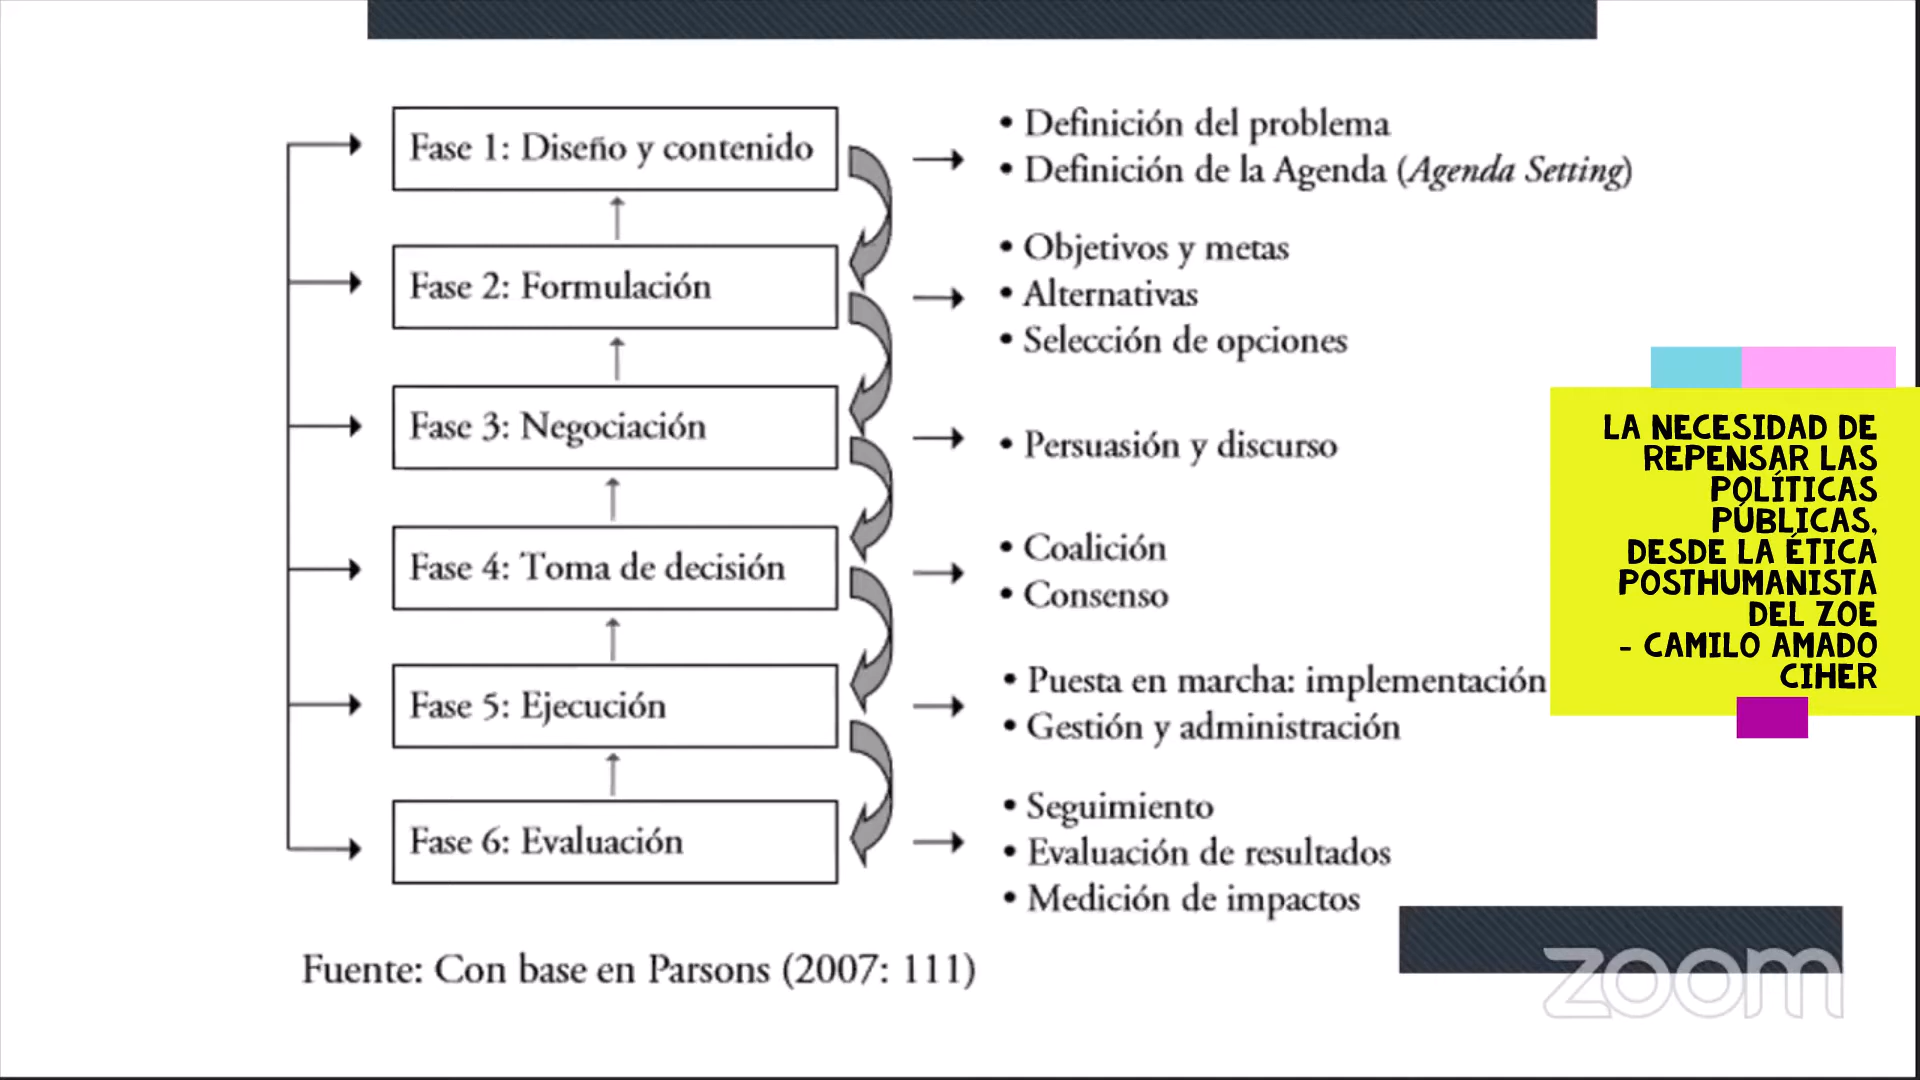 Fase 1: Diseño y contenido
• Definición del problema
• Definición de la Agenda (Agenda Setting)
Fase 2: Formulación
• Objetivos y metas
• Alternativas
• Selección de opciones
Fase 3: Negociación
• Persuasión y discurso
Fase 4: Toma de decisión
• Coalición
• Consenso
Fase 5: Ejecución
• Puesta en marcha: implementación
• Gestión y administración
Fase 6: Evaluación
• Seguimiento
• Evaluación de resultados
• Medición de impactos
Fuente: Con base en Parsons (2007: 111)
LA NECESIDAD DE
REPENSAR LAS
POLÍTICAS
PÚBLICAS,
DESDE LA ÉTICA
POSTHUMANISTA
DEL ZOE
- CAMILO AMADO
CIHER
zoom